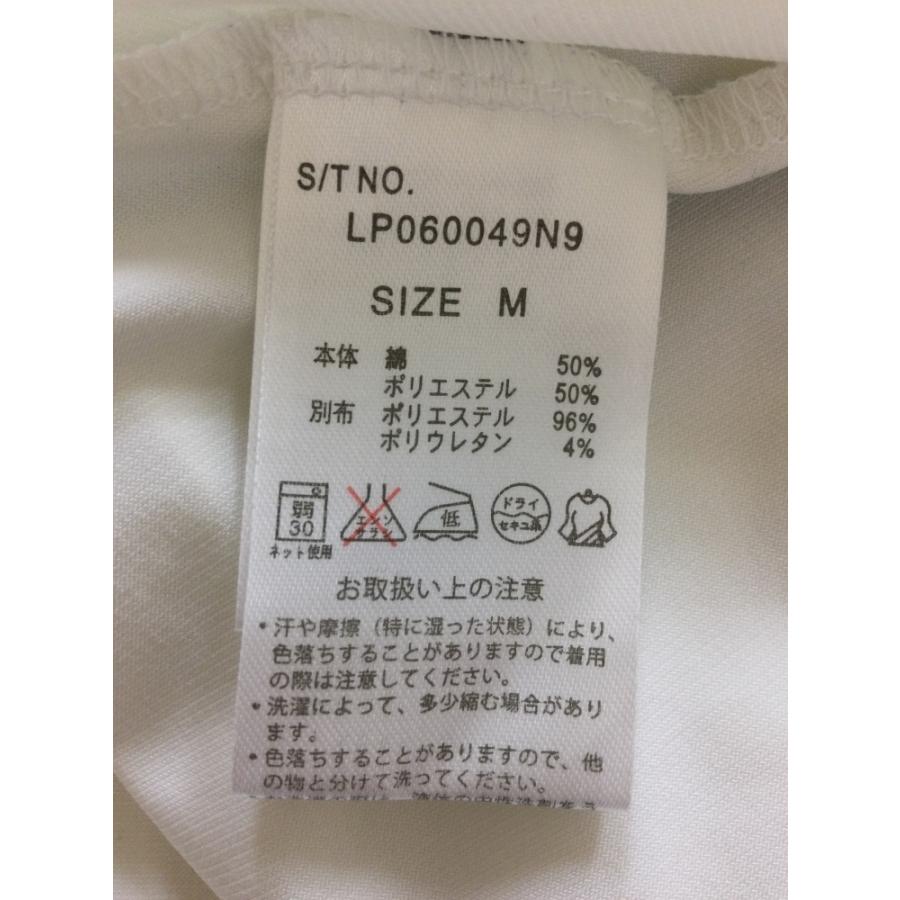 S/T NO.
LP060049N9
SIZE M
本体 綿 50%
ポリエステル 50%
別布 ポリエステル 96%
ポリウレタン 4%
弱
30
ネット使用
エンソ
サラシ
低
ドライ
セキユ系
お取扱い上の注意
・汗や摩擦（特に湿った状態）により、
色落ちすることがありますので着用
の際は注意してください。
・洗濯によって、多少縮む場合があり
ます。
・色落ちすることがありますので、他
の物と分けて洗ってください。